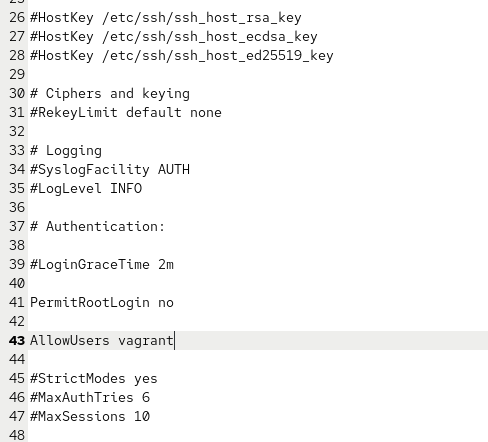 26 #HostKey /etc/ssh/ssh_host_rsa_key
27 #HostKey /etc/ssh/ssh_host_ecdsa_key
28 #HostKey /etc/ssh/ssh_host_ed25519_key
29
30 # Ciphers and keying
31 #RekeyLimit default none
32
33 # Logging
34 #SyslogFacility AUTH
35 #LogLevel INFO
36
37 # Authentication:
38
39 #LoginGraceTime 2m
40
41 PermitRootLogin no
42
43 AllowUsers vagrant
44
45 #StrictModes yes
46 #MaxAuthTries 6
47 #MaxSessions 10
48